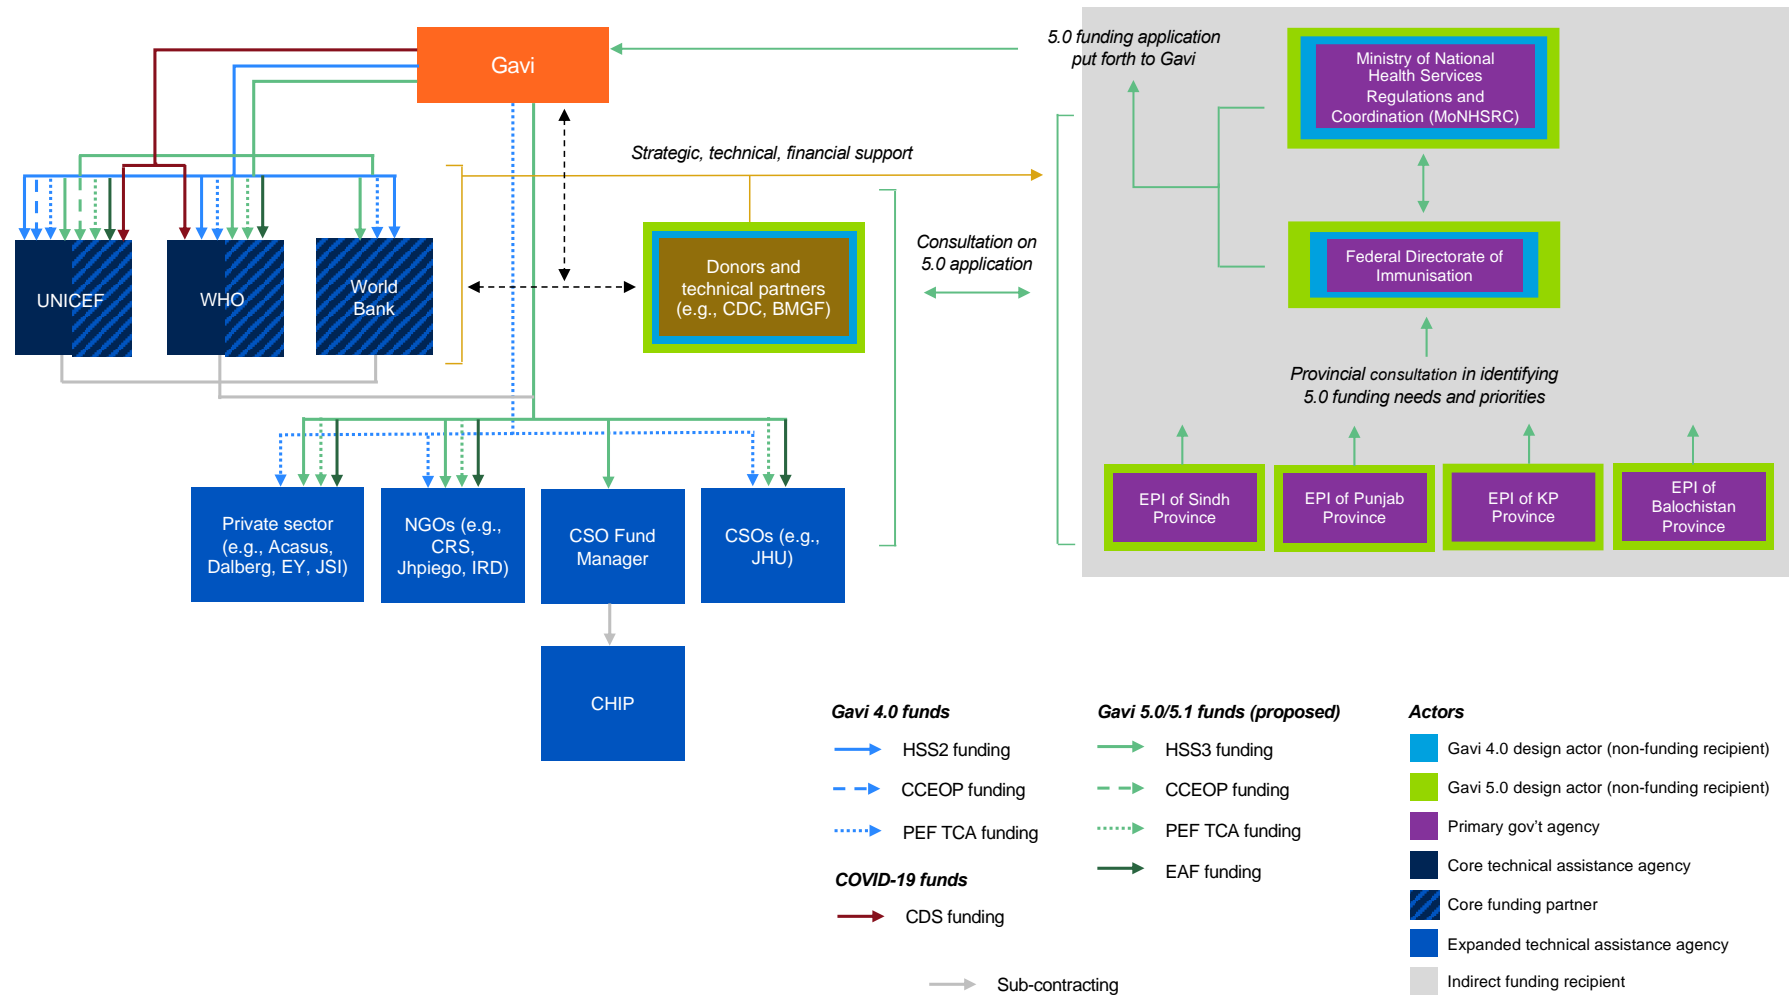 Gavi
5.0 funding application
put forth to Gavi
Ministry of National
Health Services
Regulations and
Coordination (MoNHSRC)
Strategic, technical, financial support
UNICEF
WHO
World
Bank
Donors and
technical partners
(e.g., CDC, BMGF)
Consultation on
5.0 application
Federal Directorate of
Immunisation
Provincial consultation in identifying
5.0 funding needs and priorities
EPI of Sindh
Province
EPI of Punjab
Province
EPI of KP
Province
EPI of
Balochistan
Province
Private sector
(e.g., Acasus,
Dalberg, EY, JSI)
NGOs (e.g.,
CRS,
Jhpiego, IRD)
CSO Fund
Manager
CSOs (e.g.,
JHU)
CHIP
Gavi 4.0 funds
HSS2 funding
CCEOP funding
PEF TCA funding
COVID-19 funds
CDS funding
Gavi 5.0/5.1 funds (proposed)
HSS3 funding
CCEOP funding
PEF TCA funding
EAF funding
Sub-contracting
Actors
Gavi 4.0 design actor (non-funding recipient)
Gavi 5.0 design actor (non-funding recipient)
Primary gov't agency
Core technical assistance agency
Core funding partner
Expanded technical assistance agency
Indirect funding recipient